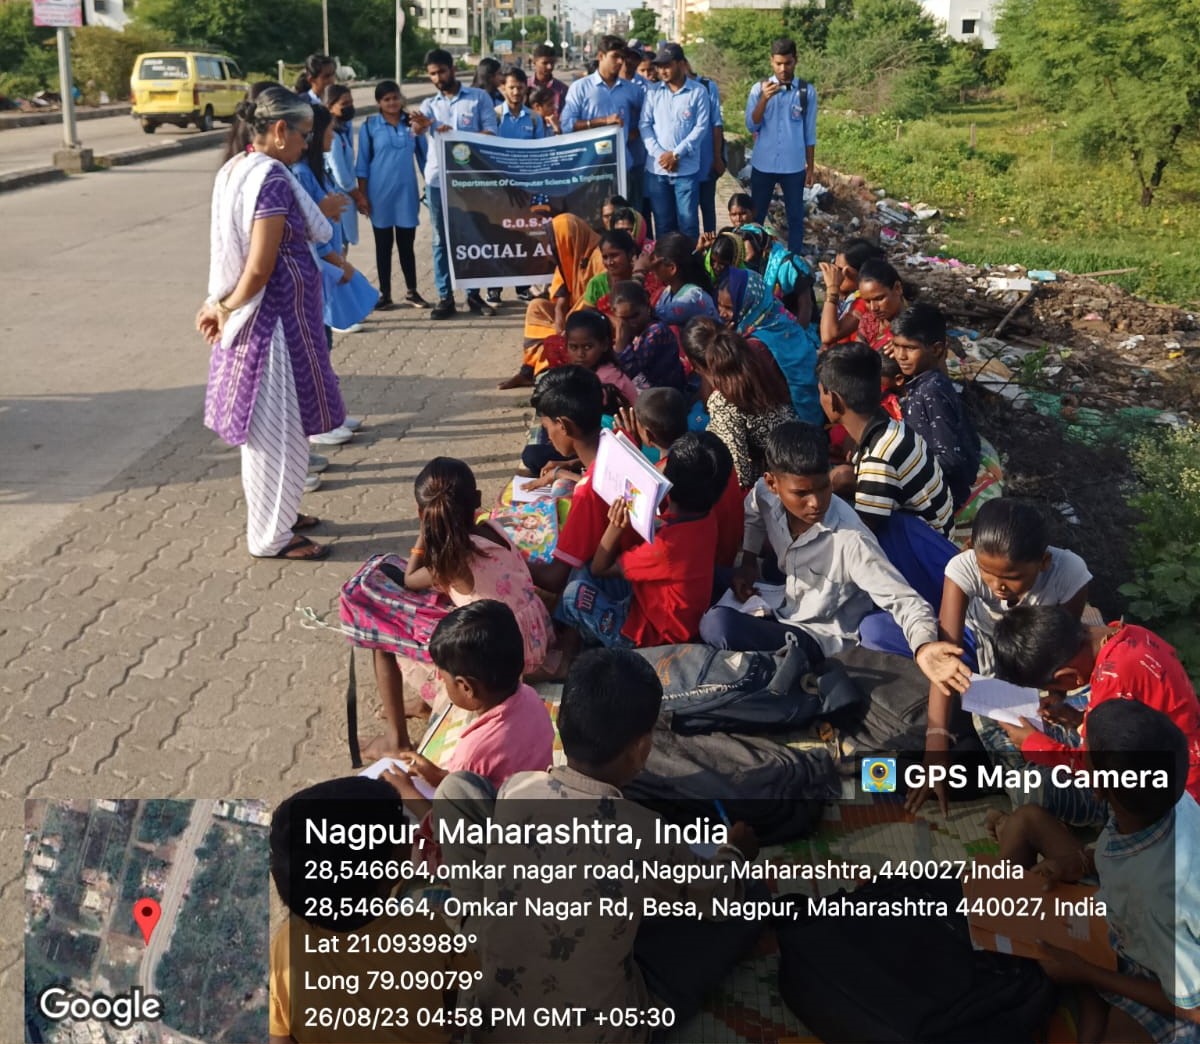 Department Of Computer Science & Engineering
C.O.S.M
SOCIAL AC
GPS Map Camera
Nagpur, Maharashtra, India
28,546664,omkar nagar road,Nagpur,Maharashtra,440027,India
28,546664, Omkar Nagar Rd, Besa, Nagpur, Maharashtra 440027, India
Lat 21.093989°
Long 79.09079°
26/08/23 04:58 PM GMT +05:30
Google